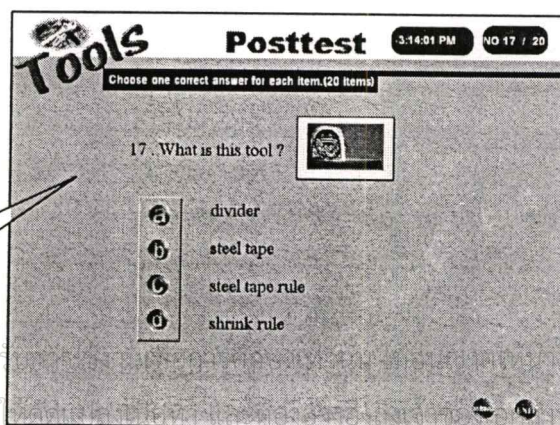 Tools
Posttest
3:14:01 PM
NO 17 / 20
Choose one correct answer for each item.(20 items)
17 . What is this tool ?
a divider
b steel tape
c steel tape rule
d shrink rule